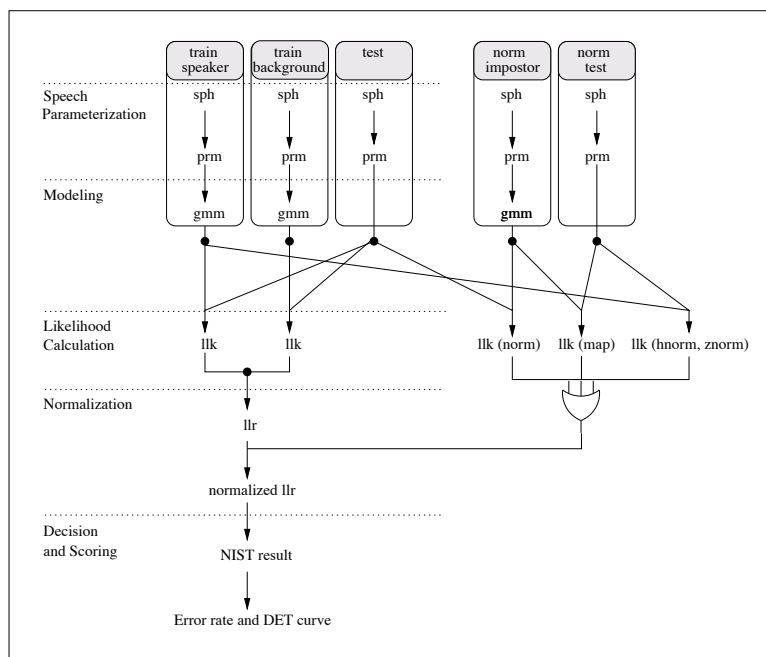 train
speaker
train
background
test
norm
impostor
norm
test
Speech
Parameterization
sph
sph
sph
sph
sph
prm
prm
prm
prm
prm
Modeling
gmm
gmm
gmm
Likelihood
Calculation
llk
llk
llk (norm)
llk (map)
llk (hnorm, znorm)
Normalization
llr
normalized llr
Decision
and Scoring
NIST result
Error rate and DET curve